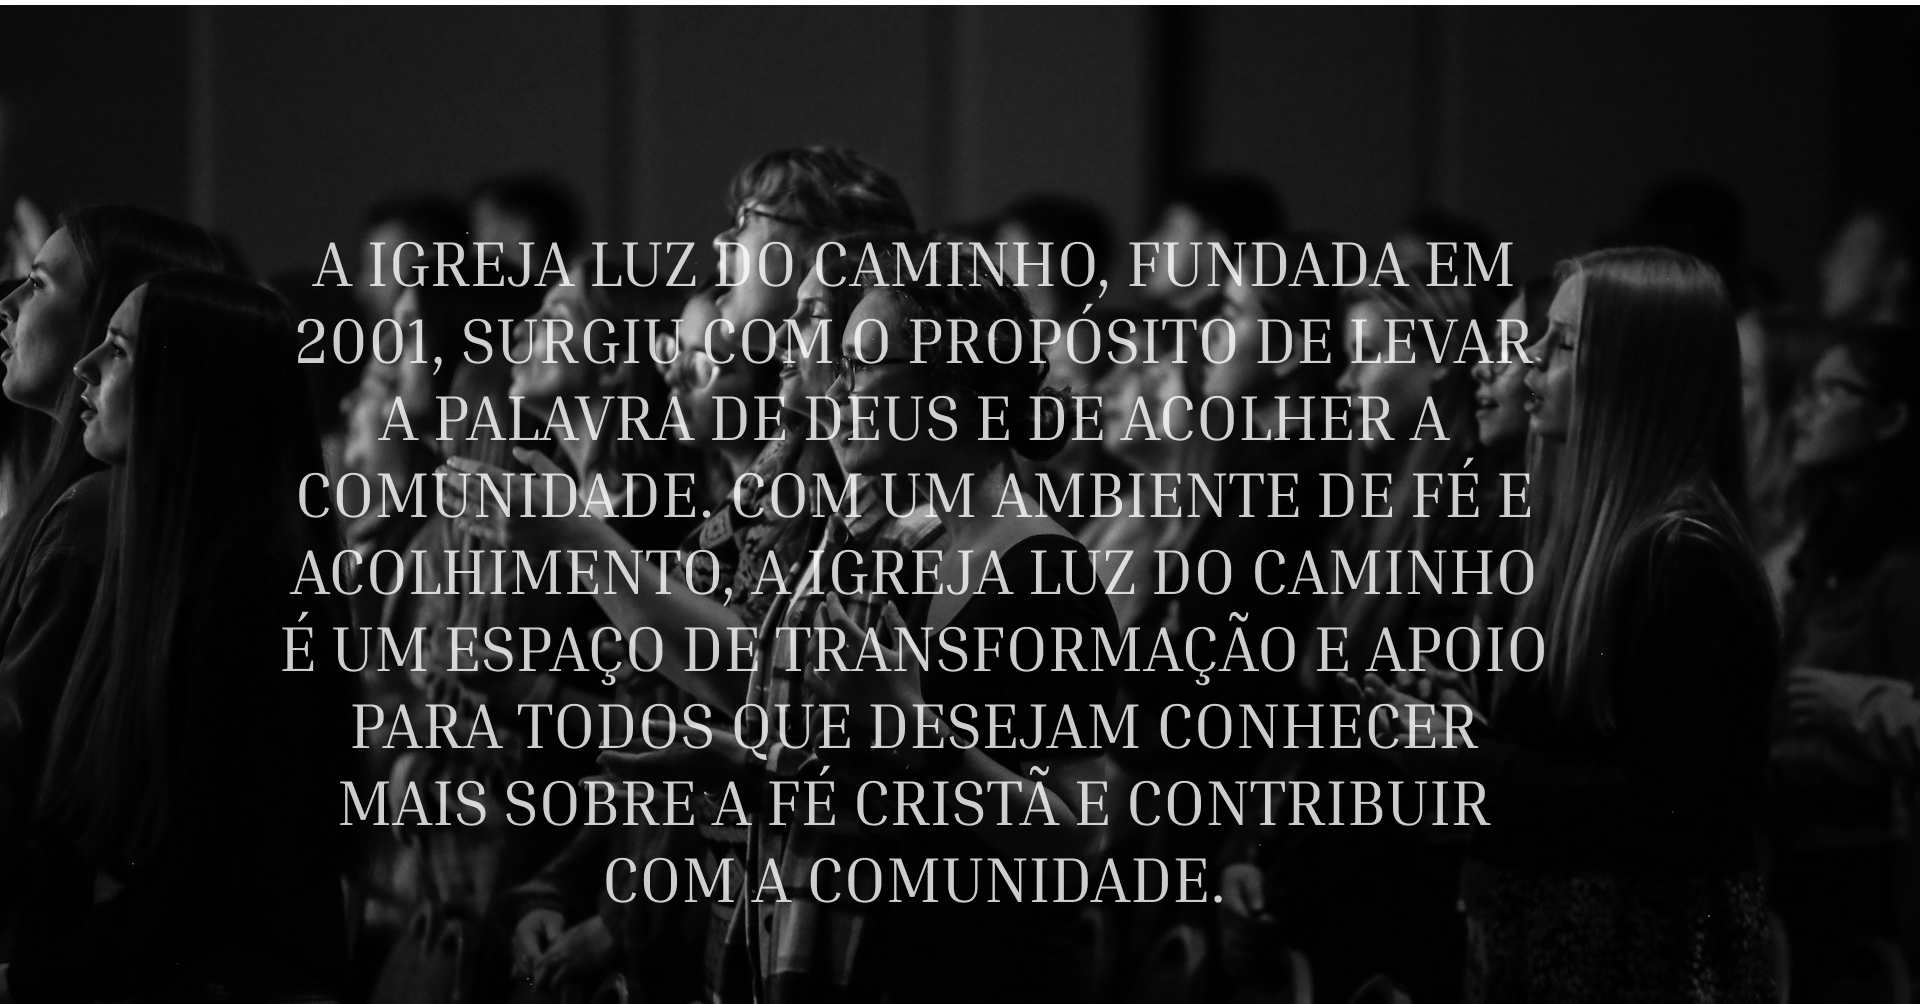 A IGREJA LUZ DO CAMINHO, FUNDADA EM
2001, SURGIU COM O PROPÓSITO DE LEVAR
A PALAVRA DE DEUS E DE ACOLHER A
COMUNIDADE. COM UM AMBIENTE DE FÉ E
ACOLHIMENTO, A IGREJA LUZ DO CAMINHO
É UM ESPAÇO DE TRANSFORMAÇÃO E APOIO
PARA TODOS QUE DESEJAM CONHECER
MAIS SOBRE A FÉ CRISTÃ E CONTRIBUIR
COM A COMUNIDADE.